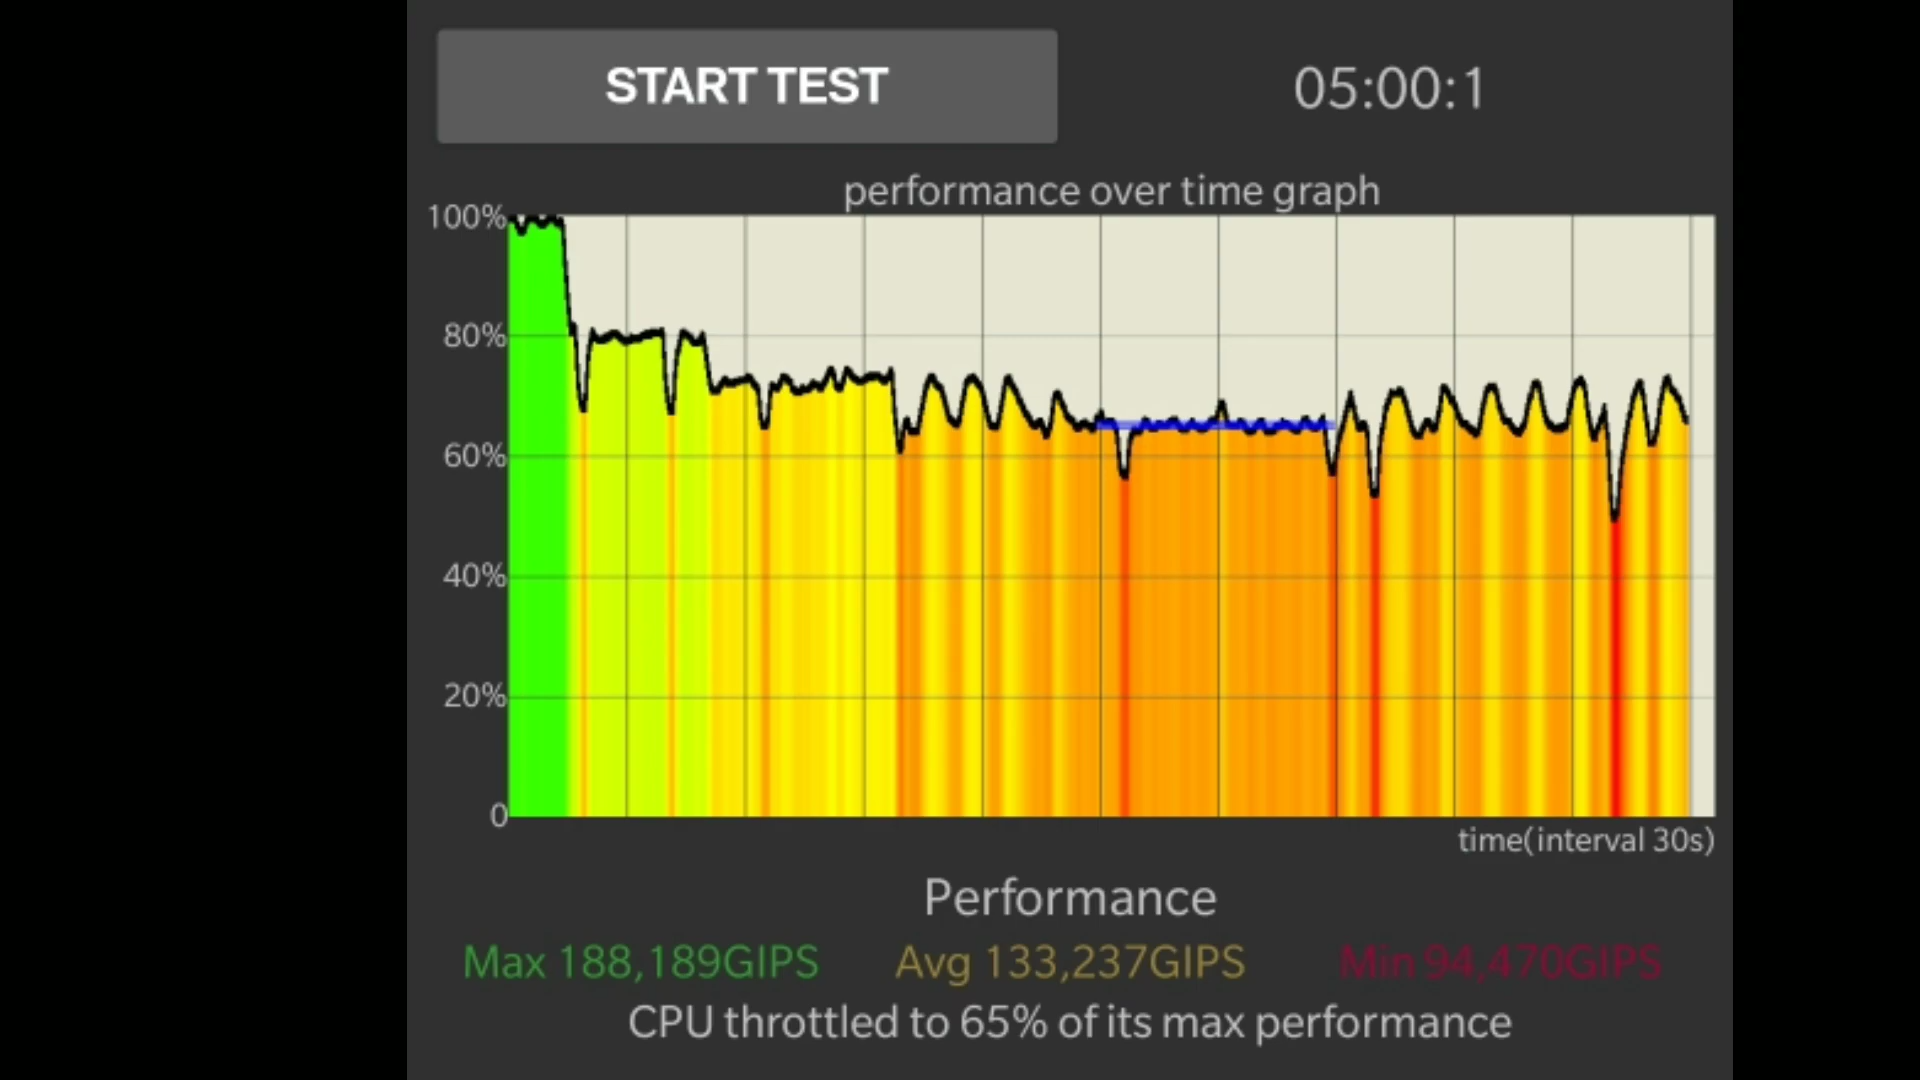 START TEST
05:00:1
performance over time graph
100%
80%
60%
40%
20%
0
time(interval 30s)
Performance
Max 188,189GIPS
Avg 133,237GIPS
Min 94,470GIPS
CPU throttled to 65% of its max performance